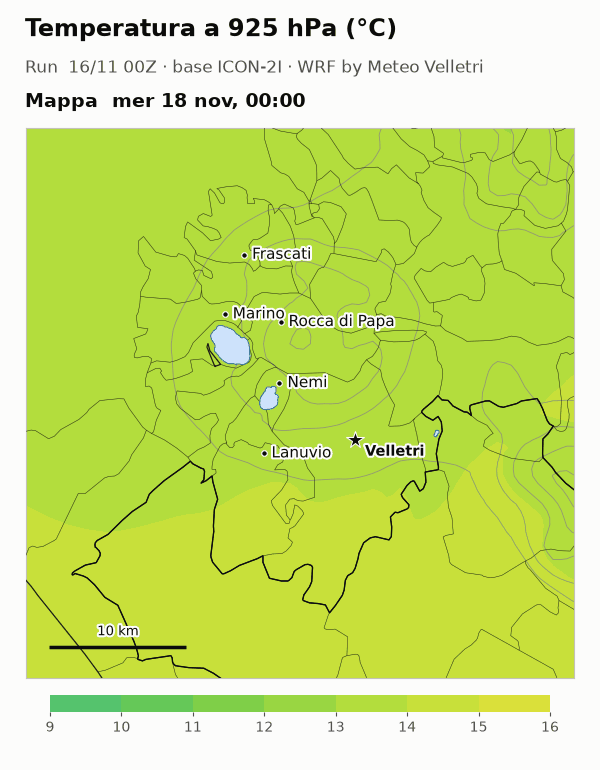 Temperatura a 925 hPa (°C)
Run  16/11 00Z · base ICON-2I · WRF by Meteo Velletri
Mappa  mer 18 nov, 00:00
Frascati
Marino
Rocca di Papa
Nemi
Velletri
Lanuvio
10 km
9 10 11 12 13 14 15 16